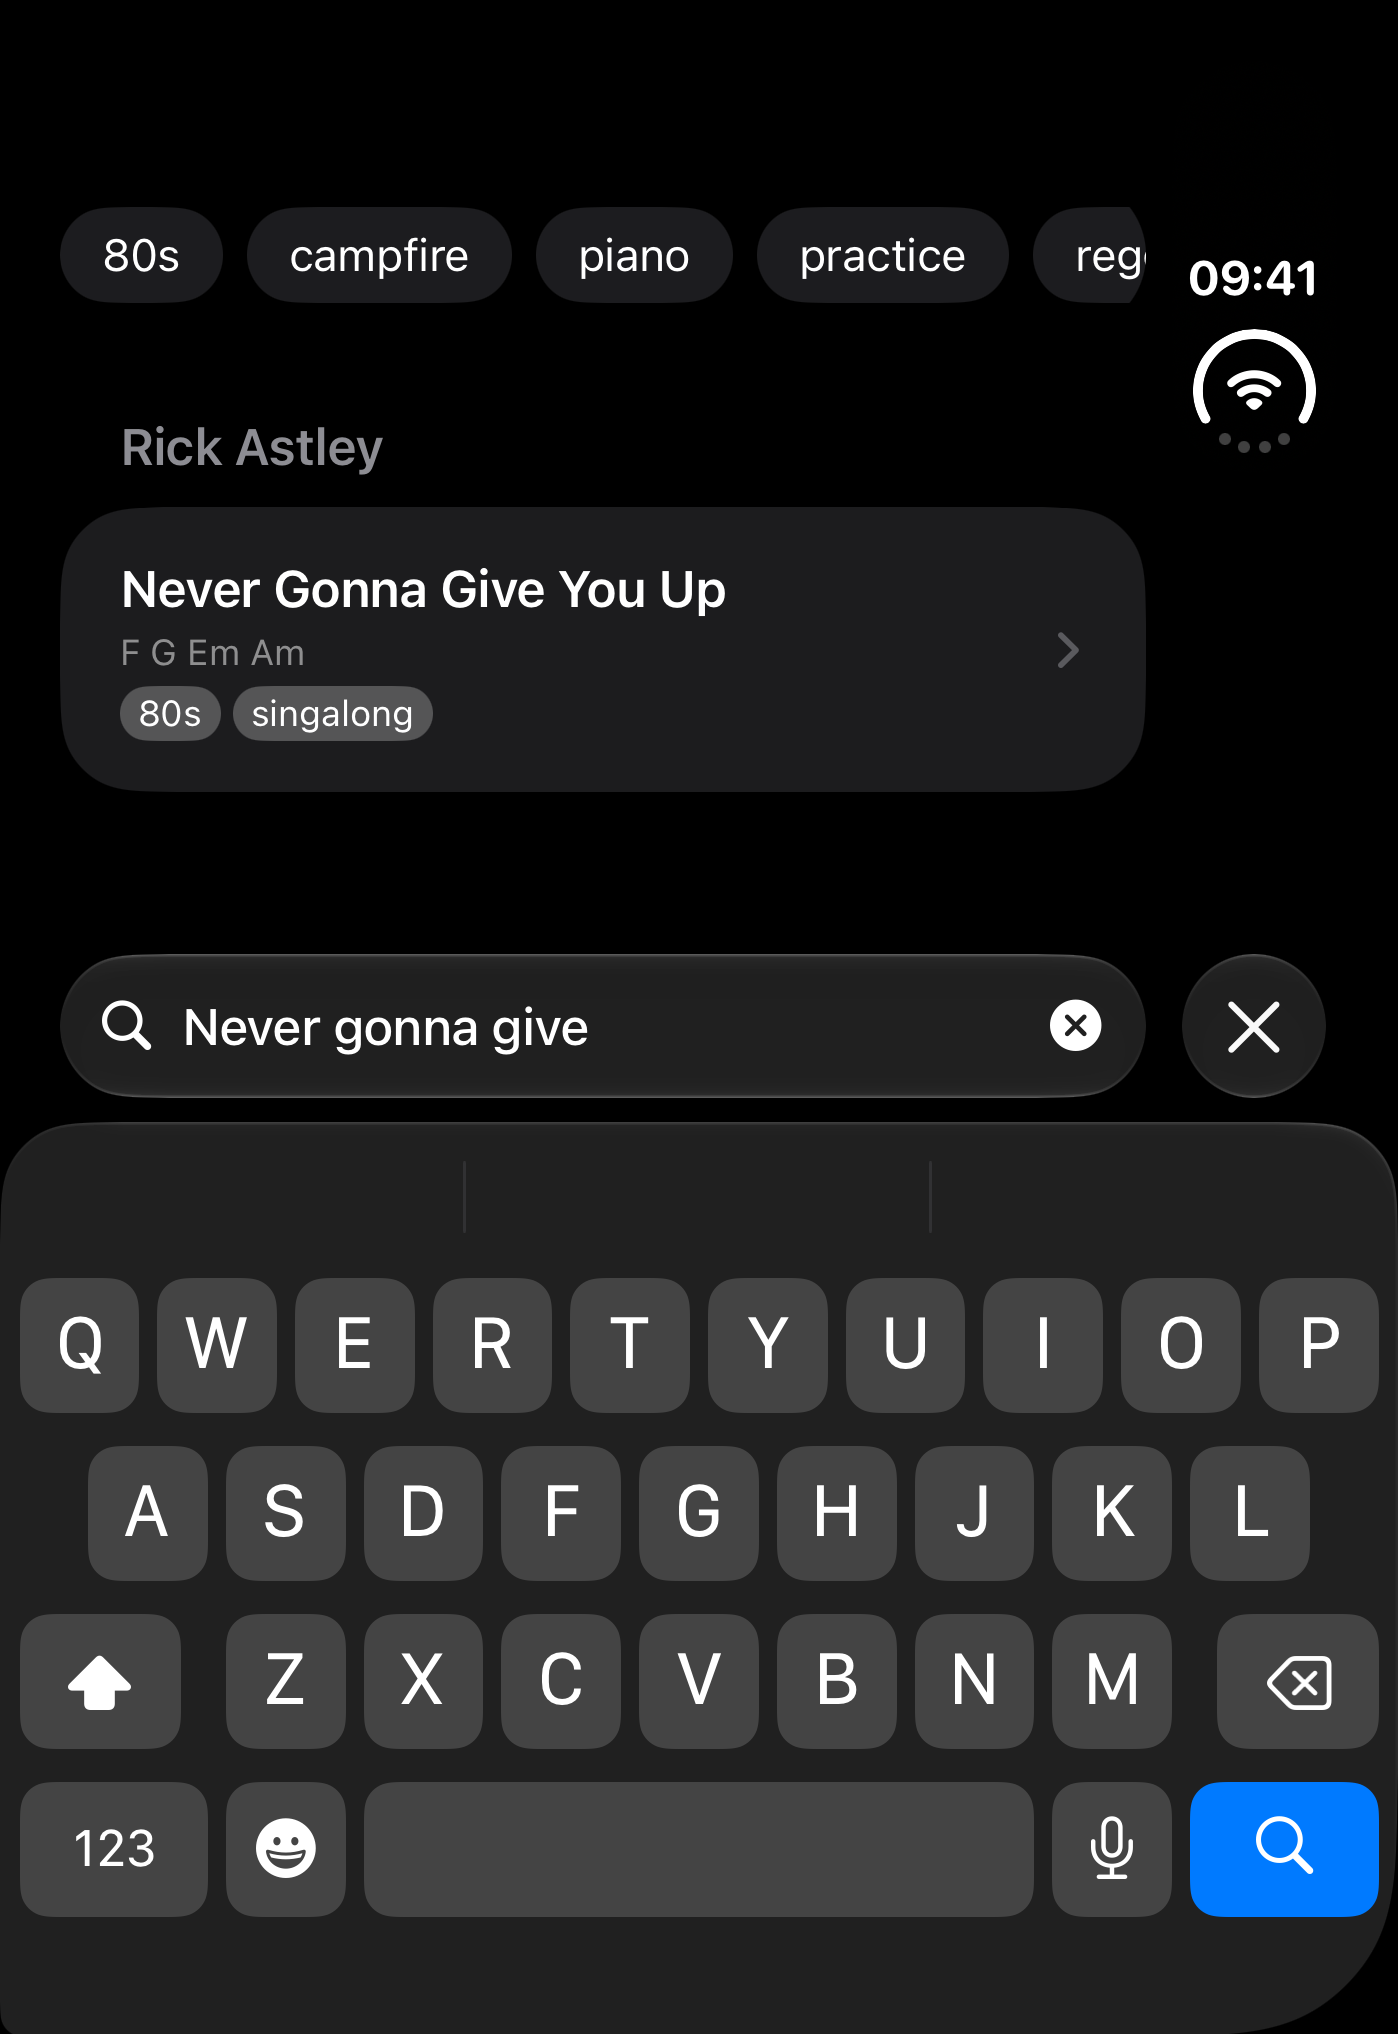 80s campfire piano practice reg
09:41
Rick Astley
Never Gonna Give You Up
F G Em Am
80s singalong
Never gonna give
Q W E R T Y U I O P
A S D F G H J K L
Z X C V B N M
123